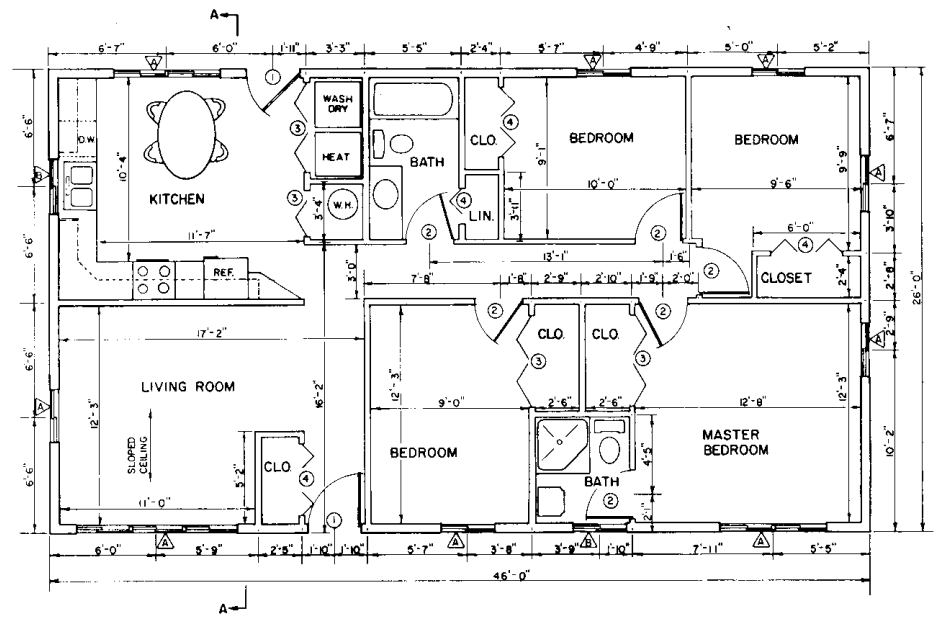 A
6'-7" 6'-0" 1'-11" 3'-3" 5'-5" 2'-4" 5'-7" 4'-9" 5'-0" 5'-2"
A A A
1
WASH
DRY
3
HEAT
D.W.
10'-4"
KITCHEN
BATH
CLO.
4
9'-1"
BEDROOM
BEDROOM
9'-9"
6'-6"
6'-7"
B
A
3
W.H.
3'-4"
4
LIN.
3'-11"
10'-0"
9'-6"
3'-10"
11'-7"
2
2
6'-0"
4
26'-0"
6'-6"
13'-1" 1'-6"
2
CLOSET
2'-4"
2'-8"
REF.
3'-0"
7'-8" 1'-8" 2'-9" 2'-10" 1'-9" 2'-0"
2
2
2'-9"
A
17'-2"
CLO.
CLO.
3
3
LIVING ROOM
16'-2"
12'-3"
12'-3"
12'-3"
6'-6"
A
9'-0" 2'-6" 2'-6" 12'-8"
SLOPED
CEILING
5'-2"
CLO.
4
BEDROOM
MASTER
BEDROOM
4'-5"
BATH
2
2'-1"
10'-2"
6'-6"
11'-0"
1
A A B A
6'-0" 5'-9" 2'-5" 1'-10" 1'-10" 5'-7" 3'-8" 3'-9" 1'-10" 7'-11" 5'-5"
46'-0"
A